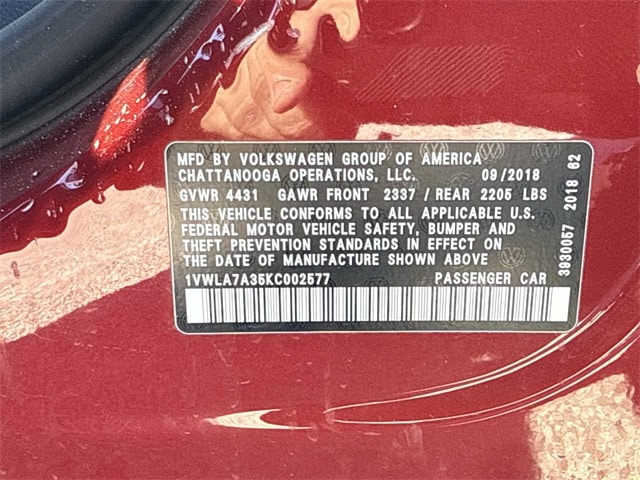 MFD BY VOLKSWAGEN GROUP OF AMERICA
CHATTANOOGA OPERATIONS, LLC. 09/2018
GVWR 4431 GAWR FRONT 2337 / REAR 2205 LBS
THIS VEHICLE CONFORMS TO ALL APPLICABLE U.S.
FEDERAL MOTOR VEHICLE SAFETY, BUMPER AND
THEFT PREVENTION STANDARDS IN EFFECT ON
THE DATE OF MANUFACTURE SHOWN ABOVE
1VWLA7A35KC002577 PASSENGER CAR
3930057 2018 62